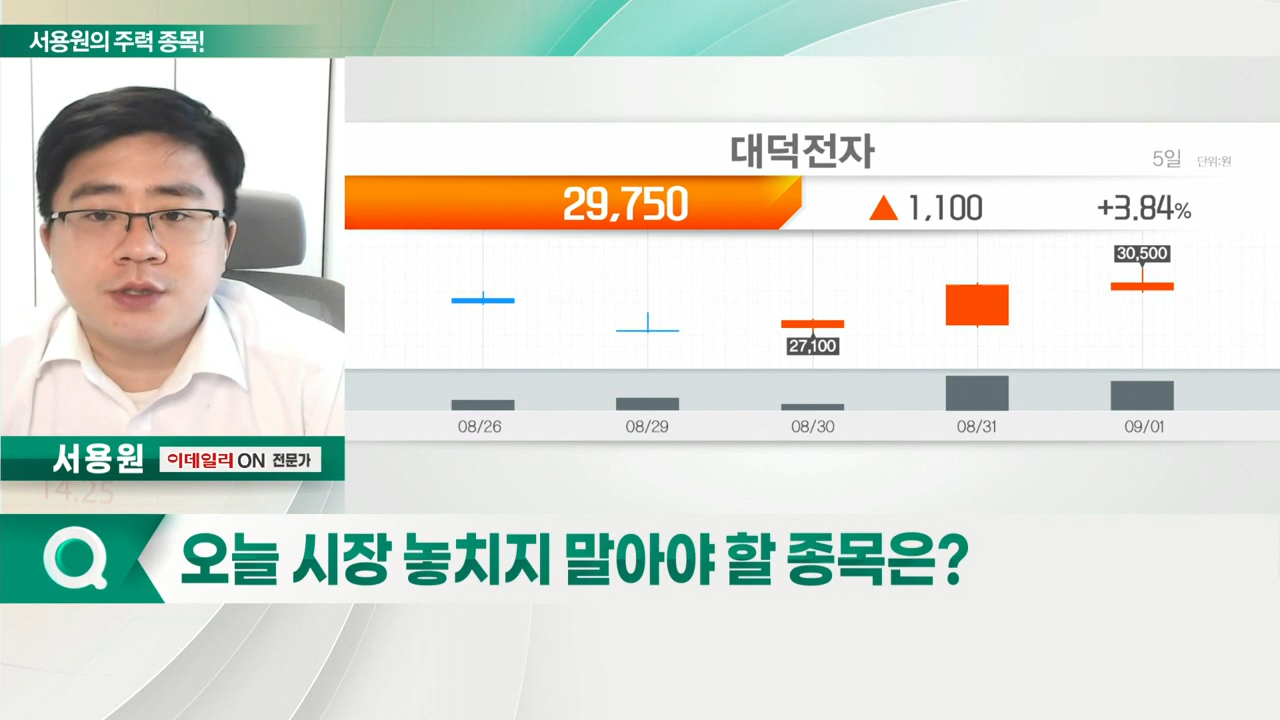 서용원의 주력 종목!
대덕전자
5일 단위:원
29,750 ▲ 1,100 +3.84%
30,500
27,100
08/26 08/29 08/30 08/31 09/01
서용원 이데일리 ON 전문가
14.25
오늘 시장 놓치지 말아야 할 종목은?